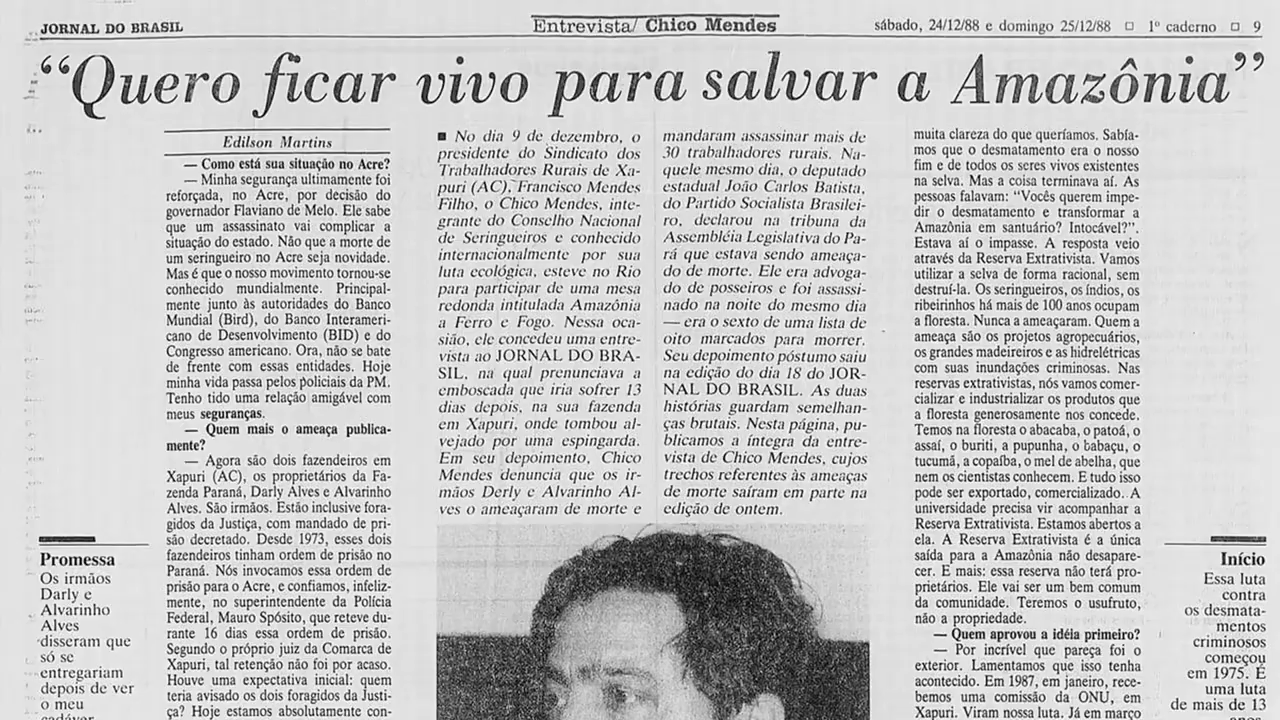 JORNAL DO BRASIL
Entrevista/ Chico Mendes
sábado, 24/12/88 e domingo 25/12/88 □ 1º caderno □ 9
“Quero ficar vivo para salvar a Amazônia”
Edilson Martins
— Como está sua situação no Acre?
— Minha segurança ultimamente foi
reforçada, no Acre, por decisão do
governador Flaviano de Melo. Ele sabe
que um assassinato vai complicar a
situação do estado. Não que a morte de
um seringueiro no Acre seja novidade.
Mas é que o nosso movimento tornou-se
conhecido mundialmente. Principal-
mente junto às autoridades do Banco
Mundial (Bird), do Banco Interameri-
cano de Desenvolvimento (BID) e do
Congresso americano. Ora, não se bate
de frente com essas entidades. Hoje
minha vida passa pelos policiais da PM.
Tenho tido uma relação amigável com
meus seguranças.
— Quem mais o ameaça publica-
mente?
— Agora são dois fazendeiros em
Xapuri (AC), os proprietários da Fa-
zenda Paraná, Darly Alves e Alvarinho
Alves. São irmãos. Estão inclusive fora-
gidos da Justiça, com mandado de pri-
são decretado. Desde 1973, esses dois
fazendeiros tinham ordem de prisão no
Paraná. Nós invocamos essa ordem de
prisão para o Acre, e confiamos, infeliz-
mente, no superintendente da Polícia
Federal, Mauro Spósito, que reteve du-
rante 16 dias essa ordem de prisão.
Segundo o próprio juiz da Comarca de
Xapuri, tal retenção não foi por acaso.
Houve uma expectativa inicial: quem
teria avisado os dois foragidos da Justi-
ça? Hoje estamos absolutamente con-
Promessa
Os irmãos
Darly e
Alvarinho
Alves
disseram que
só se
entregariam
depois de ver
o meu
cadáver
■ No dia 9 de dezembro, o
presidente do Sindicato dos
Trabalhadores Rurais de Xa-
puri (AC), Francisco Mendes
Filho, o Chico Mendes, inte-
grante do Conselho Nacional
de Seringueiros e conhecido
internacionalmente por sua
luta ecológica, esteve no Rio
para participar de uma mesa
redonda intitulada Amazônia
a Ferro e Fogo. Nessa oca-
sião, ele concedeu uma entre-
vista ao JORNAL DO BRA-
SIL, na qual prenunciava a
emboscada que iria sofrer 13
dias depois, na sua fazenda
em Xapuri, onde tombou al-
vejado por uma espingarda.
Em seu depoimento, Chico
Mendes denuncia que os ir-
mãos Derly e Alvarinho Al-
ves o ameaçaram de morte e
mandaram assassinar mais de
30 trabalhadores rurais. Na-
quele mesmo dia, o deputado
estadual João Carlos Batista,
do Partido Socialista Brasilei-
ro, declarou na tribuna da
Assembléia Legislativa do Pa-
rá que estava sendo ameaça-
do de morte. Ele era advoga-
do de posseiros e foi assassi-
nado na noite do mesmo dia
— era o sexto de uma lista de
oito marcados para morrer.
Seu depoimento póstumo saiu
na edição do dia 18 do JOR-
NAL DO BRASIL. As duas
histórias guardam semelhan-
ças brutais. Nesta página, pu-
blicamos a íntegra da entre-
vista de Chico Mendes, cujos
trechos referentes às ameaças
de morte saíram em parte na
edição de ontem.
muita clareza do que queríamos. Sabía-
mos que o desmatamento era o nosso
fim e de todos os seres vivos existentes
na selva. Mas a coisa terminava aí. As
pessoas falavam: “Vocês querem impe-
dir o desmatamento e transformar a
Amazônia em santuário? Intocável?”.
Estava aí o impasse. A resposta veio
através da Reserva Extrativista. Vamos
utilizar a selva de forma racional, sem
destruí-la. Os seringueiros, os índios, os
ribeirinhos há mais de 100 anos ocupam
a floresta. Nunca a ameaçaram. Quem a
ameaça são os projetos agropecuários,
os grandes madeireiros e as hidrelétricas
com suas inundações criminosas. Nas
reservas extrativistas, nós vamos comer-
cializar e industrializar os produtos que
a floresta generosamente nos concede.
Temos na floresta o abacaba, o patoá, o
assaí, o buriti, a pupunha, o babaçu, o
tucumã, a copaíba, o mel de abelha, que
nem os cientistas conhecem. E tudo isso
pode ser exportado, comercializado. A
universidade precisa vir acompanhar a
Reserva Extrativista. Estamos abertos a
ela. A Reserva Extrativista é a única
saída para a Amazônia não desapare-
cer. E mais: essa reserva não terá pro-
prietários. Ele vai ser um bem comum
da comunidade. Teremos o usufruto,
não a propriedade.
— Quem aprovou a idéia primeiro?
— Por incrível que pareça foi o
exterior. Lamentamos que isso tenha
acontecido. Em 1987, em janeiro, rece-
bemos uma comissão da ONU, em
Xapuri. Viram nossa luta. Já em março
Início
Essa luta
contra
os desmata-
mentos
criminosos
começou
em 1975. É
uma luta
de mais de 13
anos.